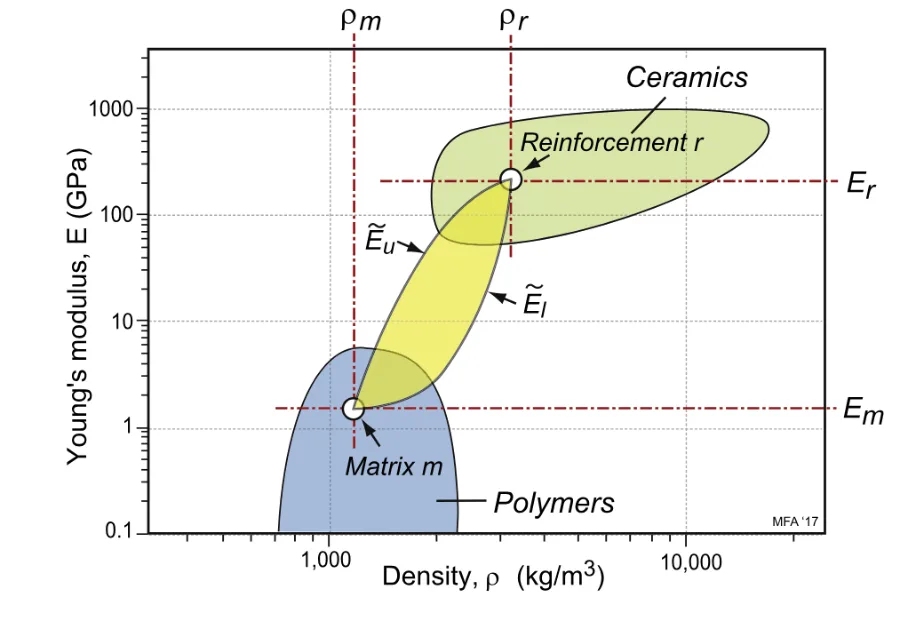 ρm
ρr
Ceramics
1000
Reinforcement r
Er
100
Ẽu
Ẽl
10
Em
1
Matrix m
Polymers
MFA '17
0.1
1,000
10,000
Density, ρ (kg/m³)
Young's modulus, E (GPa)